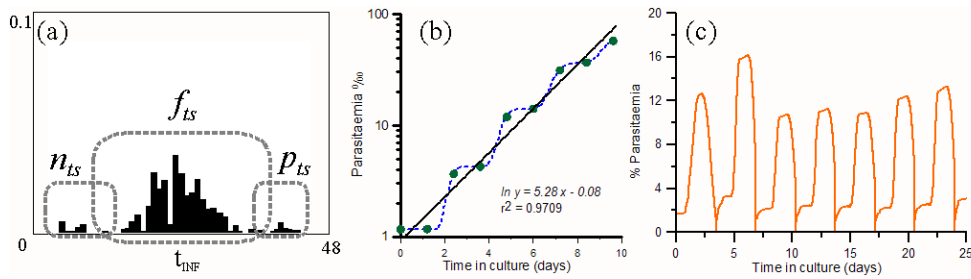 (a)
0.1
f_ts
n_ts
p_ts
0
t_INF
48
(b)
Parasitaemia ‰
100
10
1
ln y = 5.28 x - 0.08
r² = 0.9709
0 2 4 6 8 10
Time in culture (days)
(c)
% Parasitaemia
20
16
12
8
4
0
0 5 10 15 20 25
Time in culture (days)